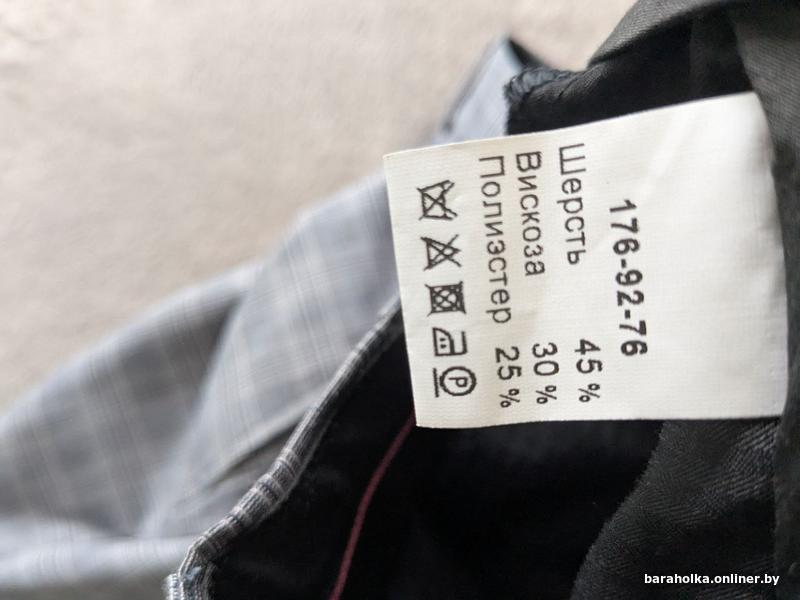 176-92-76
Шерсть 45%
Вискоза 30%
Полиэстер 25%
P
baraholka.onliner.by